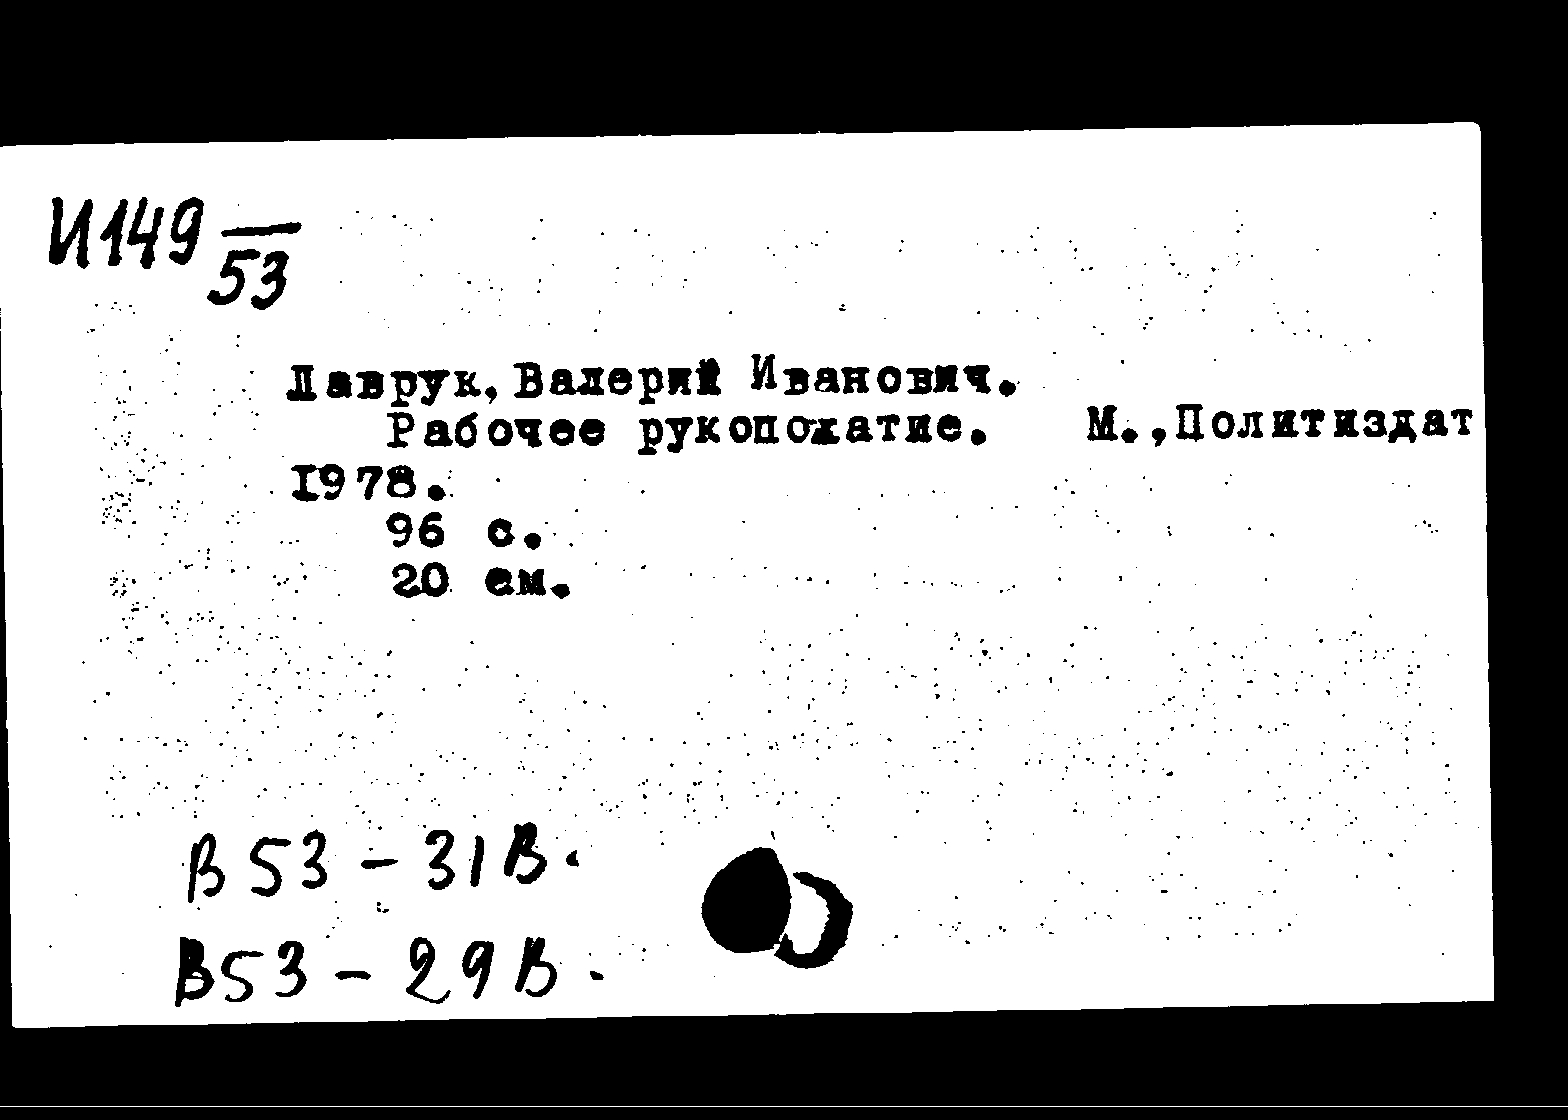 И149 —
53
Лаврук, Валерий Иванович.
Рабочее рукопожатие. М., Политиздат
1978.
96 с.
20 см.
В53 - 31В.
В53 - 29В.